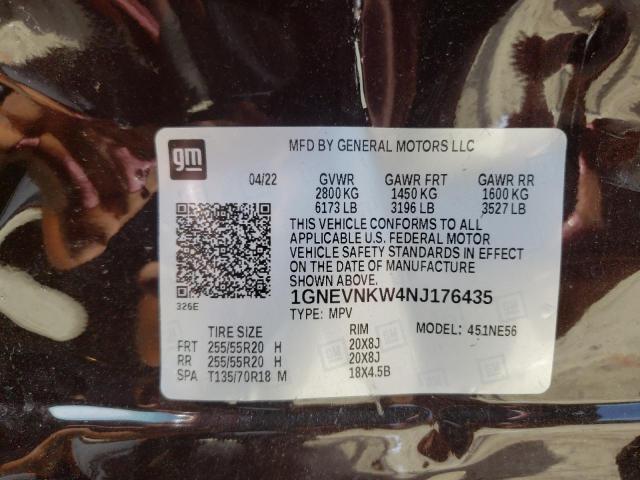 gm
MFD BY GENERAL MOTORS LLC
04/22 GVWR GAWR FRT GAWR RR
2800 KG 1450 KG 1600 KG
6173 LB 3196 LB 3527 LB
THIS VEHICLE CONFORMS TO ALL
APPLICABLE U.S. FEDERAL MOTOR
VEHICLE SAFETY STANDARDS IN EFFECT
ON THE DATE OF MANUFACTURE
SHOWN ABOVE.
326E
1GNEVNKW4NJ176435
TYPE: MPV
TIRE SIZE RIM MODEL: 451NE56
FRT 255/55R20 H 20X8J
RR 255/55R20 H 20X8J
SPA T135/70R18 M 18X4.5B